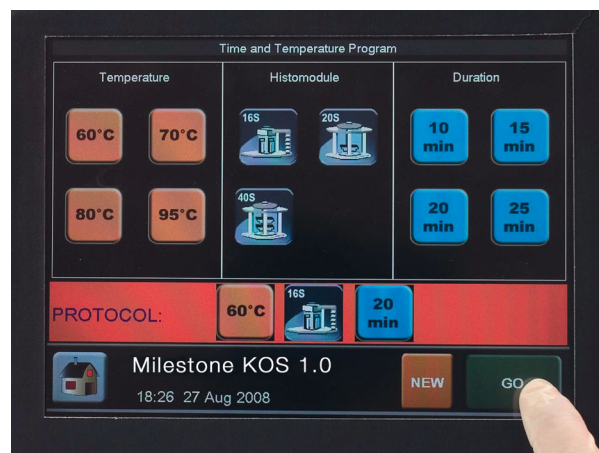 Time and Temperature Program
Temperature
Histomodule
Duration
60°C
70°C
16S
20S
10 min
15 min
80°C
95°C
40S
20 min
25 min
PROTOCOL:
60°C
16S
20 min
Milestone KOS 1.0
NEW
GO
18:26 27 Aug 2008